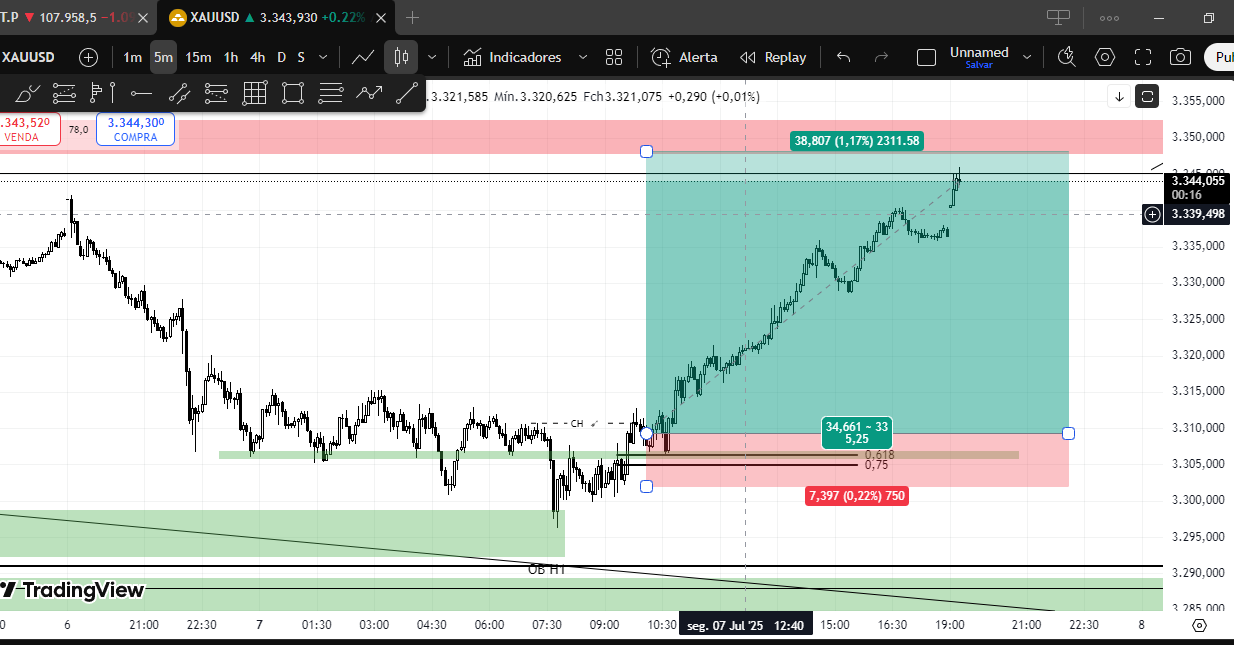 T.P 107.958,5 −1.0
XAUUSD 3.343,930 +0.22%
XAUUSD 1m 5m 15m 1h 4h D S Indicadores Alerta Replay Unnamed Salvar Pu
3.321,585 Mín.3.320,625 Fch3.321,075 +0,290 (+0,01%)
.343,520 78,0 3.344,300
VENDA COMPRA
38,807 (1,17%) 2311.58
3.355,000
3.350,000
3.344,055
00:16
3.339,498
3.335,000
3.330,000
3.325,000
3.320,000
3.315,000
3.310,000
3.305,000
3.300,000
3.295,000
3.290,000
3.285,000
CH
34,661 ~ 33
5,25
0,618
0,75
7,397 (0,22%) 750
OB H1
TradingView
0 6 21:00 22:30 7 01:30 03:00 04:30 06:00 07:30 09:00 10:30 seg. 07 Jul '25 12:40 15:00 16:30 19:00 21:00 22:30 8